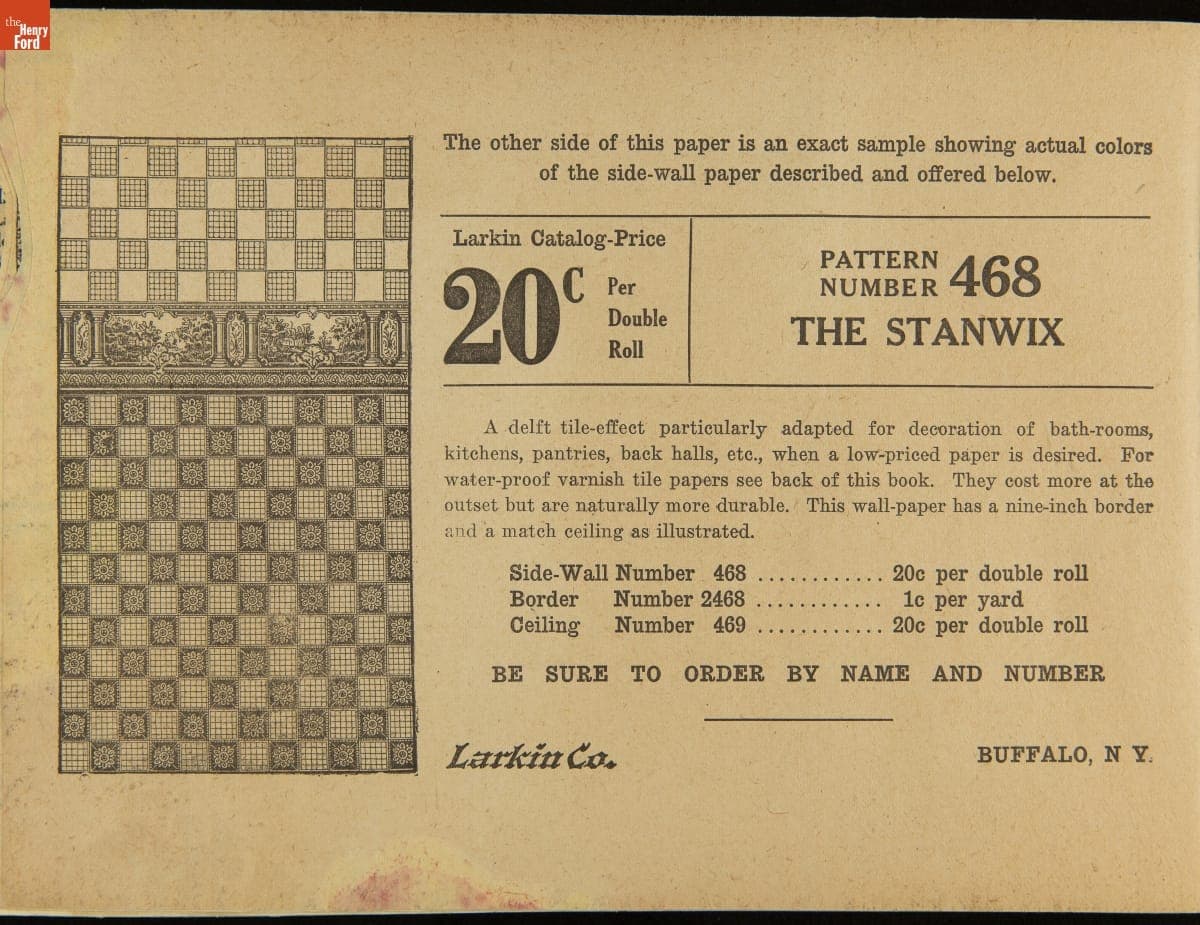 the
Henry
Ford
The other side of this paper is an exact sample showing actual colors
of the side-wall paper described and offered below.
Larkin Catalog-Price
20c Per
Double
Roll
PATTERN
NUMBER 468
THE STANWIX
A delft tile-effect particularly adapted for decoration of bath-rooms,
kitchens, pantries, back halls, etc., when a low-priced paper is desired. For
water-proof varnish tile papers see back of this book. They cost more at the
outset but are naturally more durable. This wall-paper has a nine-inch border
and a match ceiling as illustrated.
Side-Wall Number 468 ............ 20c per double roll
Border Number 2468 ............ 1c per yard
Ceiling Number 469 ............ 20c per double roll
BE SURE TO ORDER BY NAME AND NUMBER
Larkin Co.
BUFFALO, N Y.